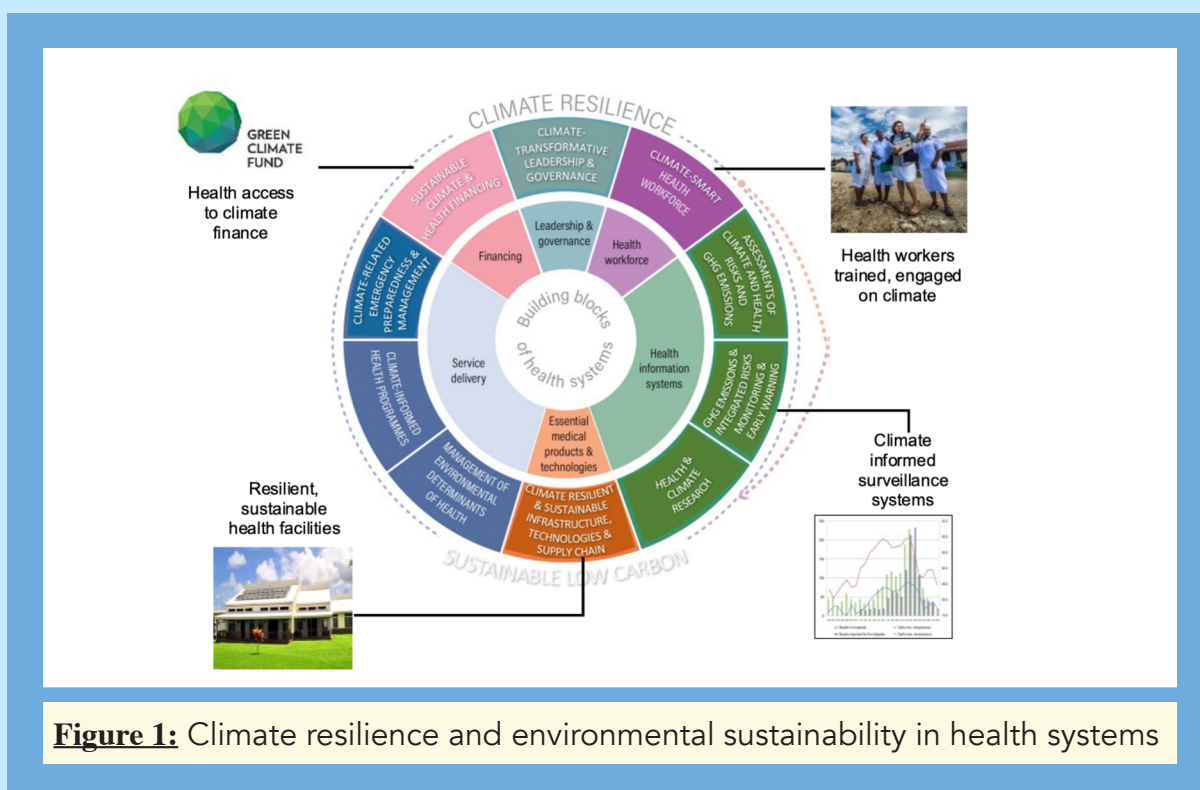 CLIMATE RESILIENCE
GREEN
CLIMATE
FUND
Health access
to climate
finance
SUSTAINABLE
CLIMATE &
HEALTH FINANCING
CLIMATE-
TRANSFORMATIVE
LEADERSHIP &
GOVERNANCE
CLIMATE-SMART
HEALTH
WORKFORCE
Health workers
trained, engaged
on climate
CLIMATE-RELATED
EMERGENCY
PREPAREDNESS &
MANAGEMENT
Financing
Leadership &
governance
Health
workforce
ASSESSMENTS OF
CLIMATE AND HEALTH
RISKS AND
GHG EMISSIONS
Building blocks
of health systems
Service
delivery
Health
information
systems
Essential
medical
products &
technologies
CLIMATE-INFORMED
HEALTH PROGRAMMES
GHG EMISSIONS &
INTEGRATED RISKS
MONITORING &
EARLY WARNING
MANAGEMENT OF
ENVIRONMENTAL
DETERMINANTS
OF HEALTH
CLIMATE RESILIENT
& SUSTAINABLE
INFRASTRUCTURE,
TECHNOLOGIES &
SUPPLY CHAIN
HEALTH &
CLIMATE
RESEARCH
Climate
informed
surveillance
systems
Resilient,
sustainable
health facilities
SUSTAINABLE LOW CARBON
Figure 1: Climate resilience and environmental sustainability in health systems